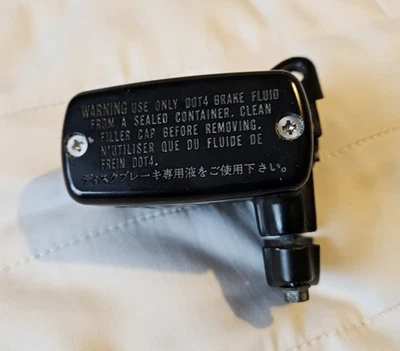 WARNING USE ONLY DOT4 BRAKE FLUID
FROM A SEALED CONTAINER. CLEAN
FILLER CAP BEFORE REMOVING.
N'UTILISER QUE DU FLUIDE DE
FREIN DOT4.
ディスクブレーキ専用液をご使用下さい。